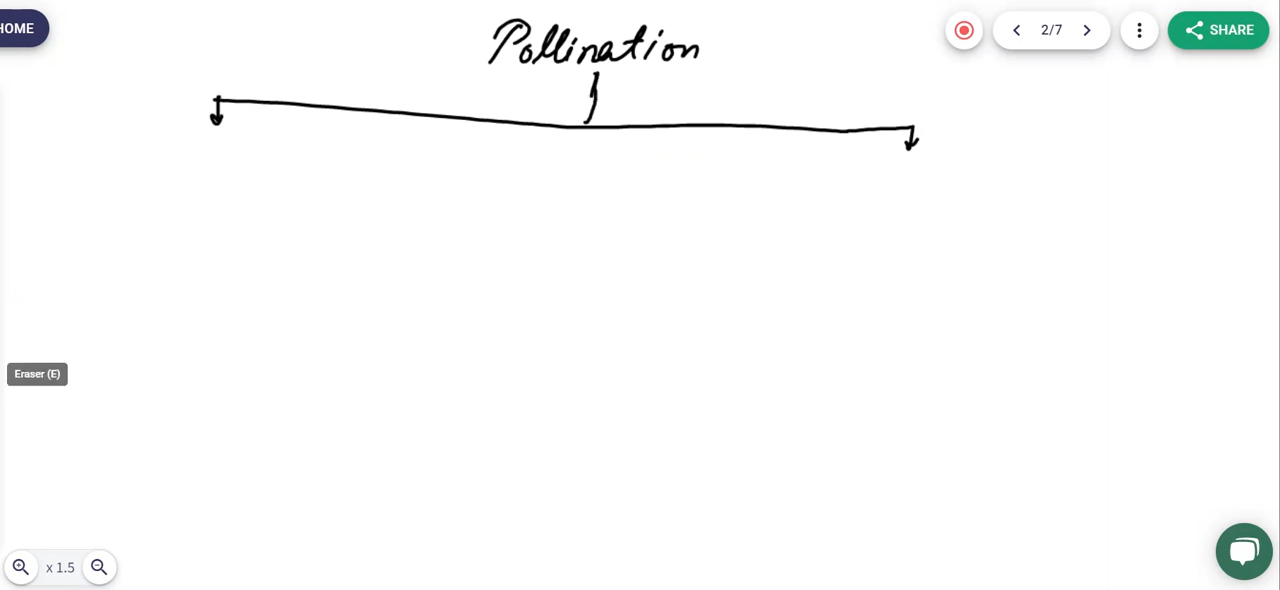 HOME
Pollination
2/7
SHARE
Eraser (E)
x 1.5